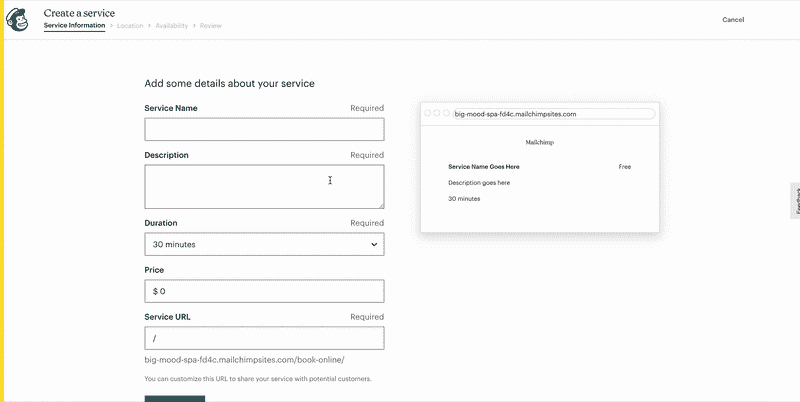 Create a service
Service Information > Location > Availability > Review
Cancel
Add some details about your service
Service Name Required
Description Required
Duration Required
30 minutes
Price
$ 0
Service URL Required
/
big-mood-spa-fd4c.mailchimpsites.com/book-online/
You can customize this URL to share your service with potential customers.
big-mood-spa-fd4c.mailchimpsites.com
Mailchimp
Service Name Goes Here Free
Description goes here
30 minutes
Feedback